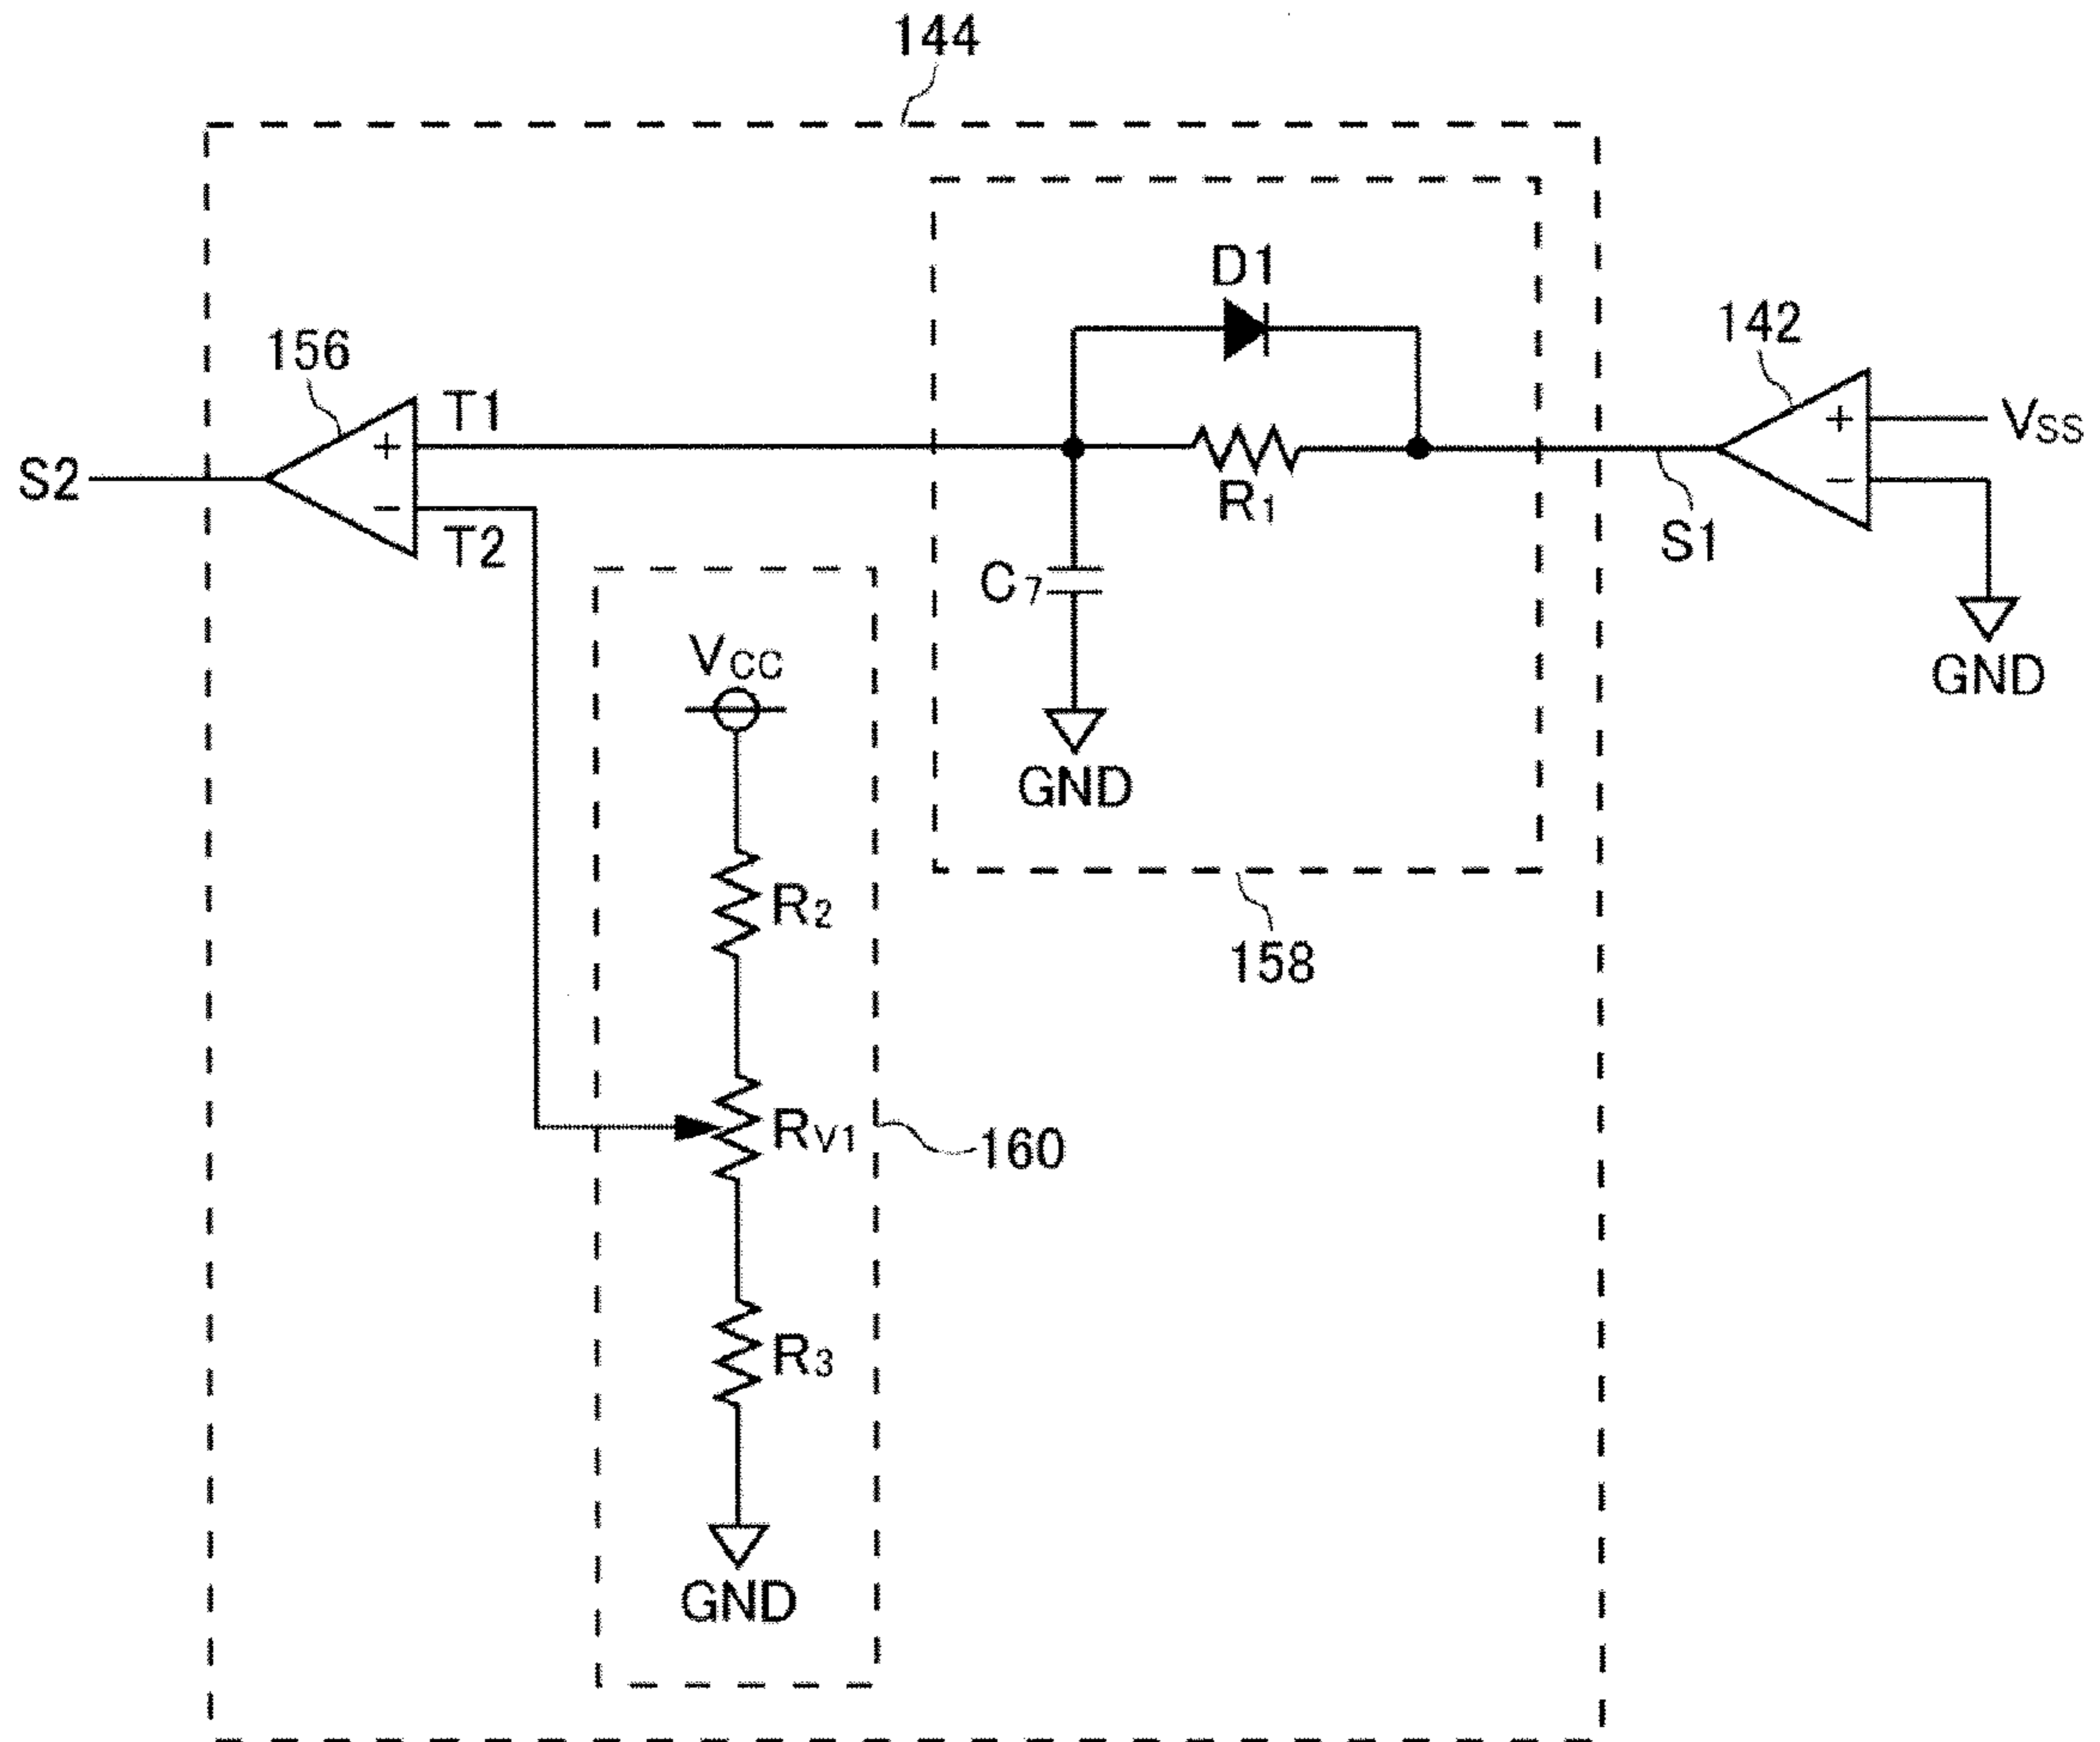 144
D1
142
156
T1
+
+
VSS
S2
−
−
R1
T2
S1
C7
VCC
GND
GND
R2
158
RV1
160
R3
GND